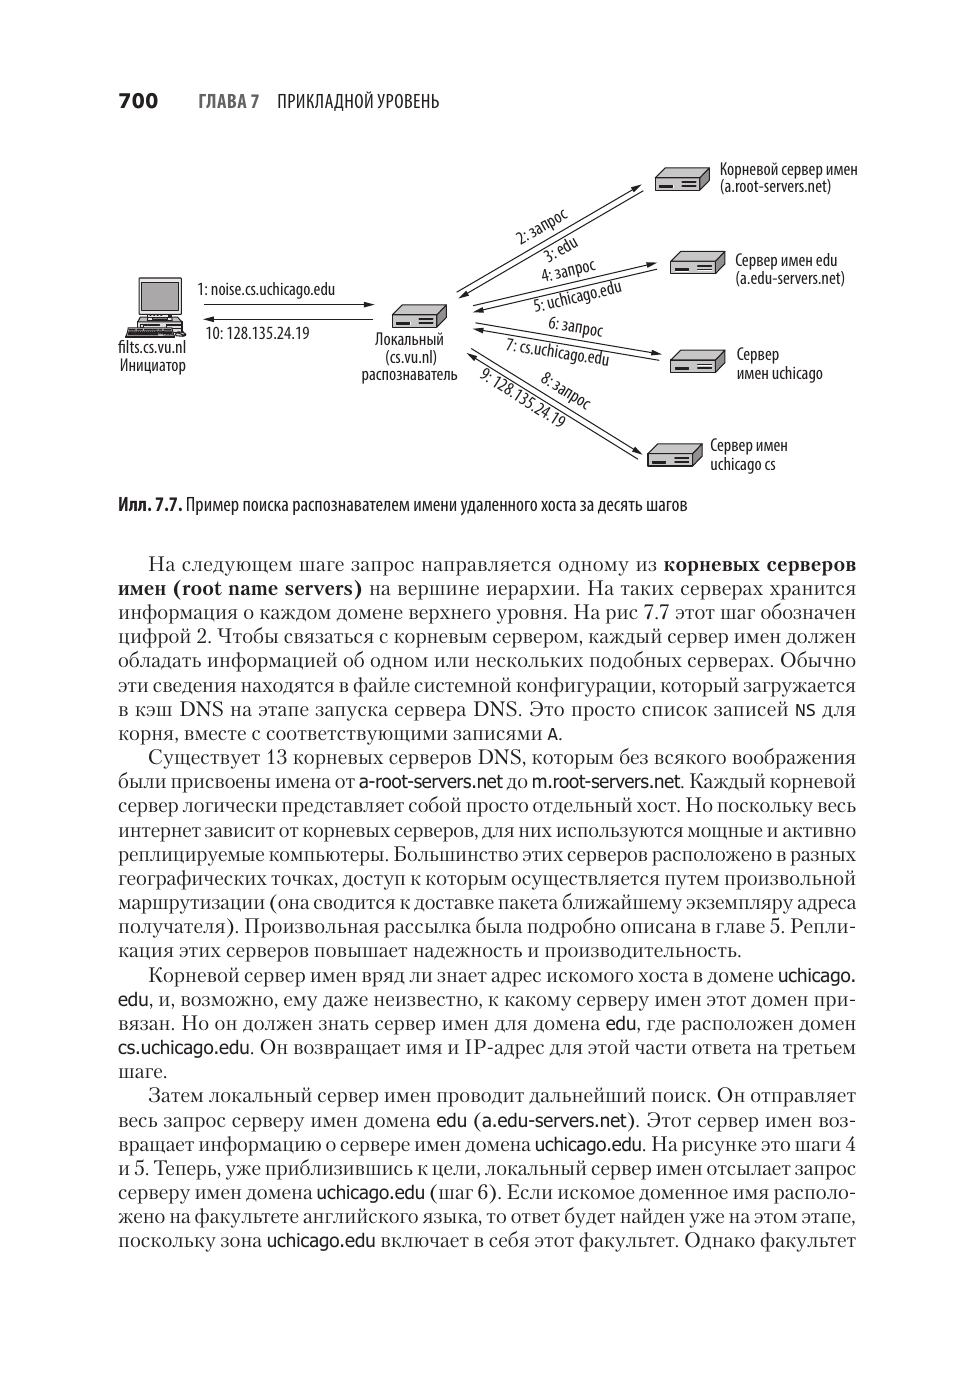 700 ГЛАВА 7 ПРИКЛАДНОЙ УРОВЕНЬ
Корневой сервер имен
(a.root-servers.net)
2: запрос
3: edu
4: запрос
5: uchicago.edu
Сервер имен edu
(a.edu-servers.net)
1: noise.cs.uchicago.edu
10: 128.135.24.19
filts.cs.vu.nl
Инициатор
Локальный
(cs.vu.nl)
распознаватель
6: запрос
7: cs.uchicago.edu
Сервер
имен uchicago
8: запрос
9: 128.135.24.19
Сервер имен
uchicago cs
Илл. 7.7. Пример поиска распознавателем имени удаленного хоста за десять шагов
На следующем шаге запрос направляется одному из корневых серверов
имен (root name servers) на вершине иерархии. На таких серверах хранится
информация о каждом домене верхнего уровня. На рис 7.7 этот шаг обозначен
цифрой 2. Чтобы связаться с корневым сервером, каждый сервер имен должен
обладать информацией об одном или нескольких подобных серверах. Обычно
эти сведения находятся в файле системной конфигурации, который загружается
в кэш DNS на этапе запуска сервера DNS. Это просто список записей NS для
корня, вместе с соответствующими записями A.
Существует 13 корневых серверов DNS, которым без всякого воображения
были присвоены имена от a-root-servers.net до m.root-servers.net. Каждый корневой
сервер логически представляет собой просто отдельный хост. Но поскольку весь
интернет зависит от корневых серверов, для них используются мощные и активно
реплицируемые компьютеры. Большинство этих серверов расположено в разных
географических точках, доступ к которым осуществляется путем произвольной
маршрутизации (она сводится к доставке пакета ближайшему экземпляру адреса
получателя). Произвольная рассылка была подробно описана в главе 5. Репли-
кация этих серверов повышает надежность и производительность.
Корневой сервер имен вряд ли знает адрес искомого хоста в домене uchicago.
edu, и, возможно, ему даже неизвестно, к какому серверу имен этот домен при-
вязан. Но он должен знать сервер имен для домена edu, где расположен домен
cs.uchicago.edu. Он возвращает имя и IP-адрес для этой части ответа на третьем
шаге.
Затем локальный сервер имен проводит дальнейший поиск. Он отправляет
весь запрос серверу имен домена edu (a.edu-servers.net). Этот сервер имен воз-
вращает информацию о сервере имен домена uchicago.edu. На рисунке это шаги 4
и 5. Теперь, уже приблизившись к цели, локальный сервер имен отсылает запрос
серверу имен домена uchicago.edu (шаг 6). Если искомое доменное имя располо-
жено на факультете английского языка, то ответ будет найден уже на этом этапе,
поскольку зона uchicago.edu включает в себя этот факультет. Однако факультет